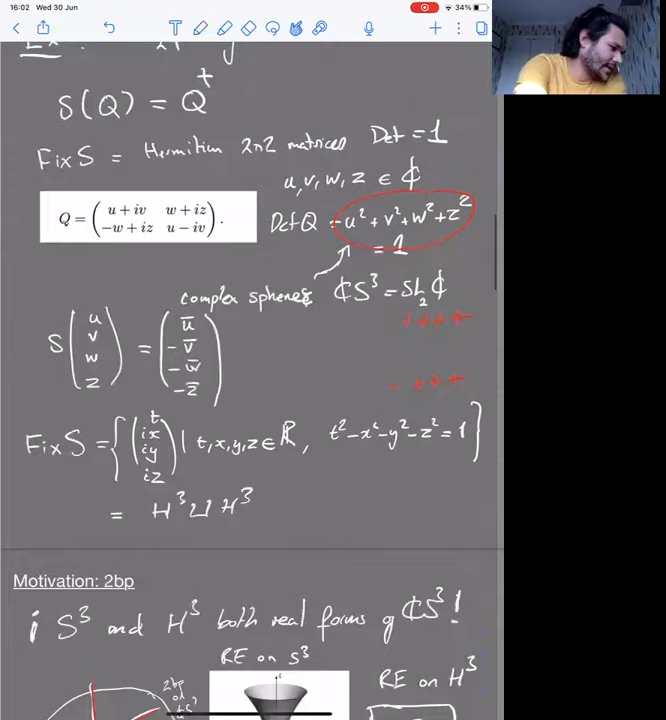 16:02 Wed 30 Jun
34%
S(Q) = Q†
Fix S = Hermitian 2x2 matrices Det = 1
u, v, w, z ∈ ℂ
Q = ( u + iv w + iz
-w + iz u - iv ).
Det Q = u² + v² + w² + z²
= 1
complex spheres ℂS³ = SL₂ℂ
+ + + +
S ( u v w z ) = ( ū -v̄ -w̄ -z̄ )
- + + +
Fix S = { ( t ix iy iz ) | t, x, y, z ∈ ℝ, t² - x² - y² - z² = 1 }
= H³ ⊔ H³
Motivation: 2bp
¡ S³ and H³ both real forms of ℂS³!
RE on S³
RE on H³
2bp